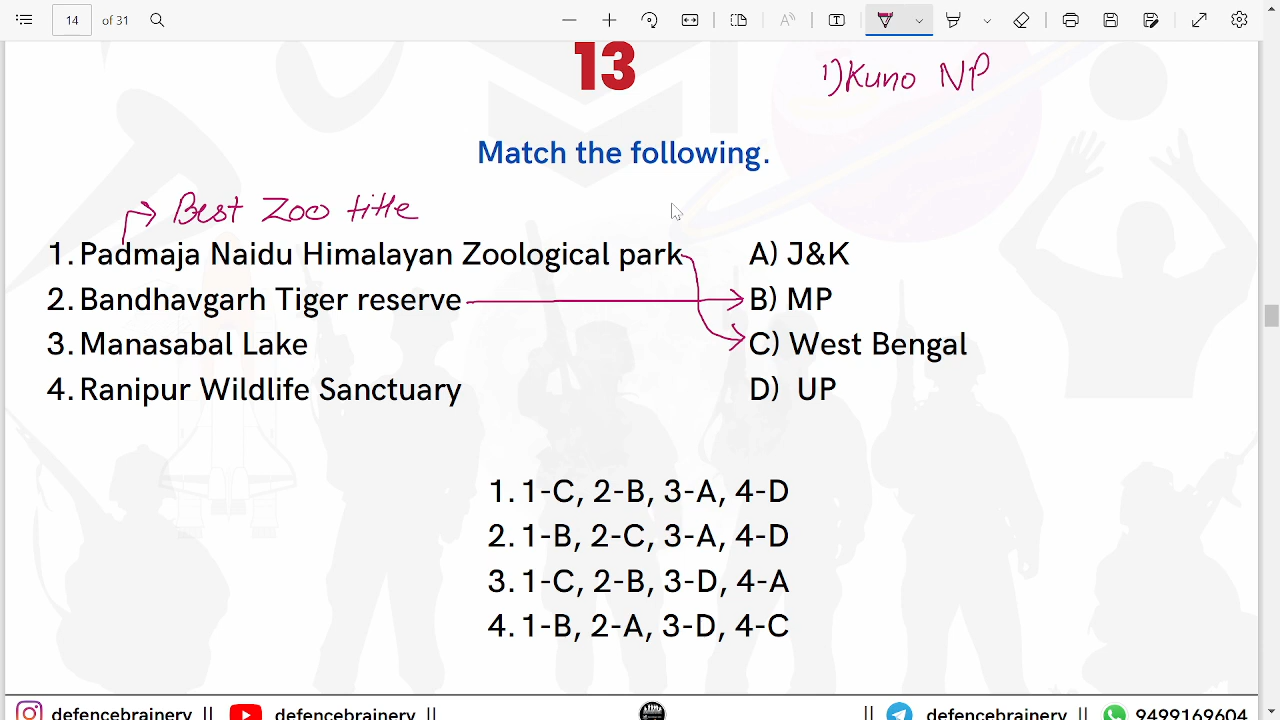 14 of 31
13
1) Kuno NP
Match the following.
Best Zoo title
1. Padmaja Naidu Himalayan Zoological park A) J&K
2. Bandhavgarh Tiger reserve B) MP
3. Manasabal Lake C) West Bengal
4. Ranipur Wildlife Sanctuary D) UP
1. 1-C, 2-B, 3-A, 4-D
2. 1-B, 2-C, 3-A, 4-D
3. 1-C, 2-B, 3-D, 4-A
4. 1-B, 2-A, 3-D, 4-C
defencebrainery || defencebrainery || || defencebrainery || 9499169604